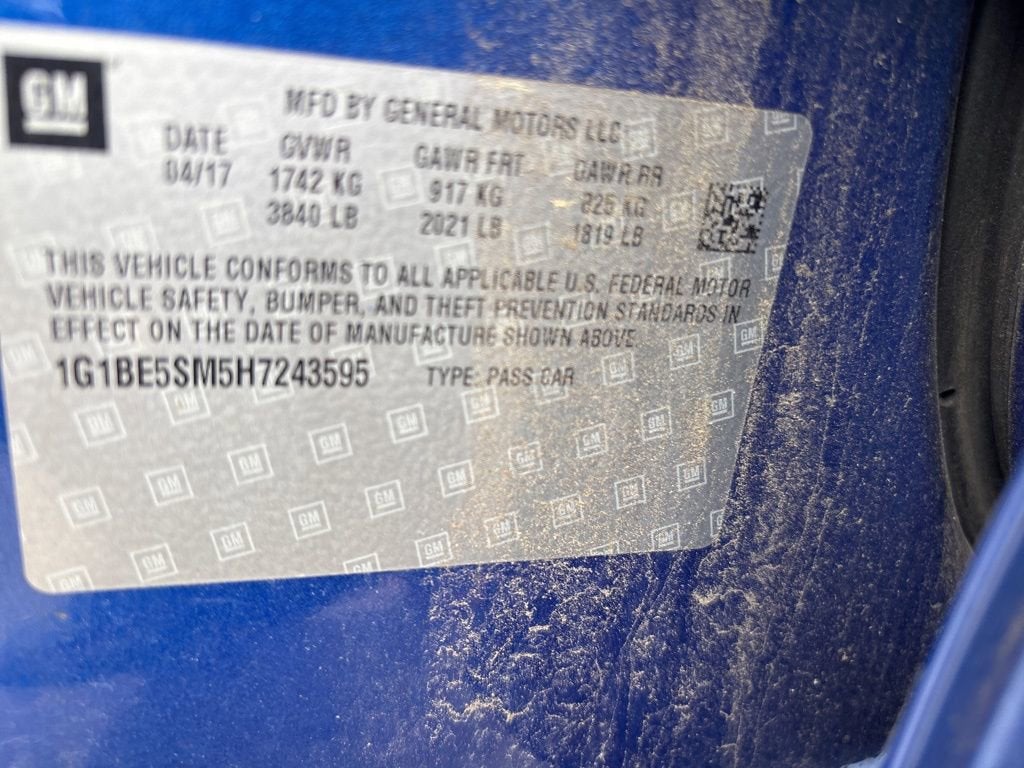 GM
MFD BY GENERAL MOTORS LLC
DATE GVWR GAWR FRT GAWR RR
04/17 1742 KG 917 KG 825 KG
3840 LB 2021 LB 1819 LB
THIS VEHICLE CONFORMS TO ALL APPLICABLE U.S. FEDERAL MOTOR
VEHICLE SAFETY, BUMPER, AND THEFT PREVENTION STANDARDS IN
EFFECT ON THE DATE OF MANUFACTURE SHOWN ABOVE.
1G1BE5SM5H7243595 TYPE: PASS CAR